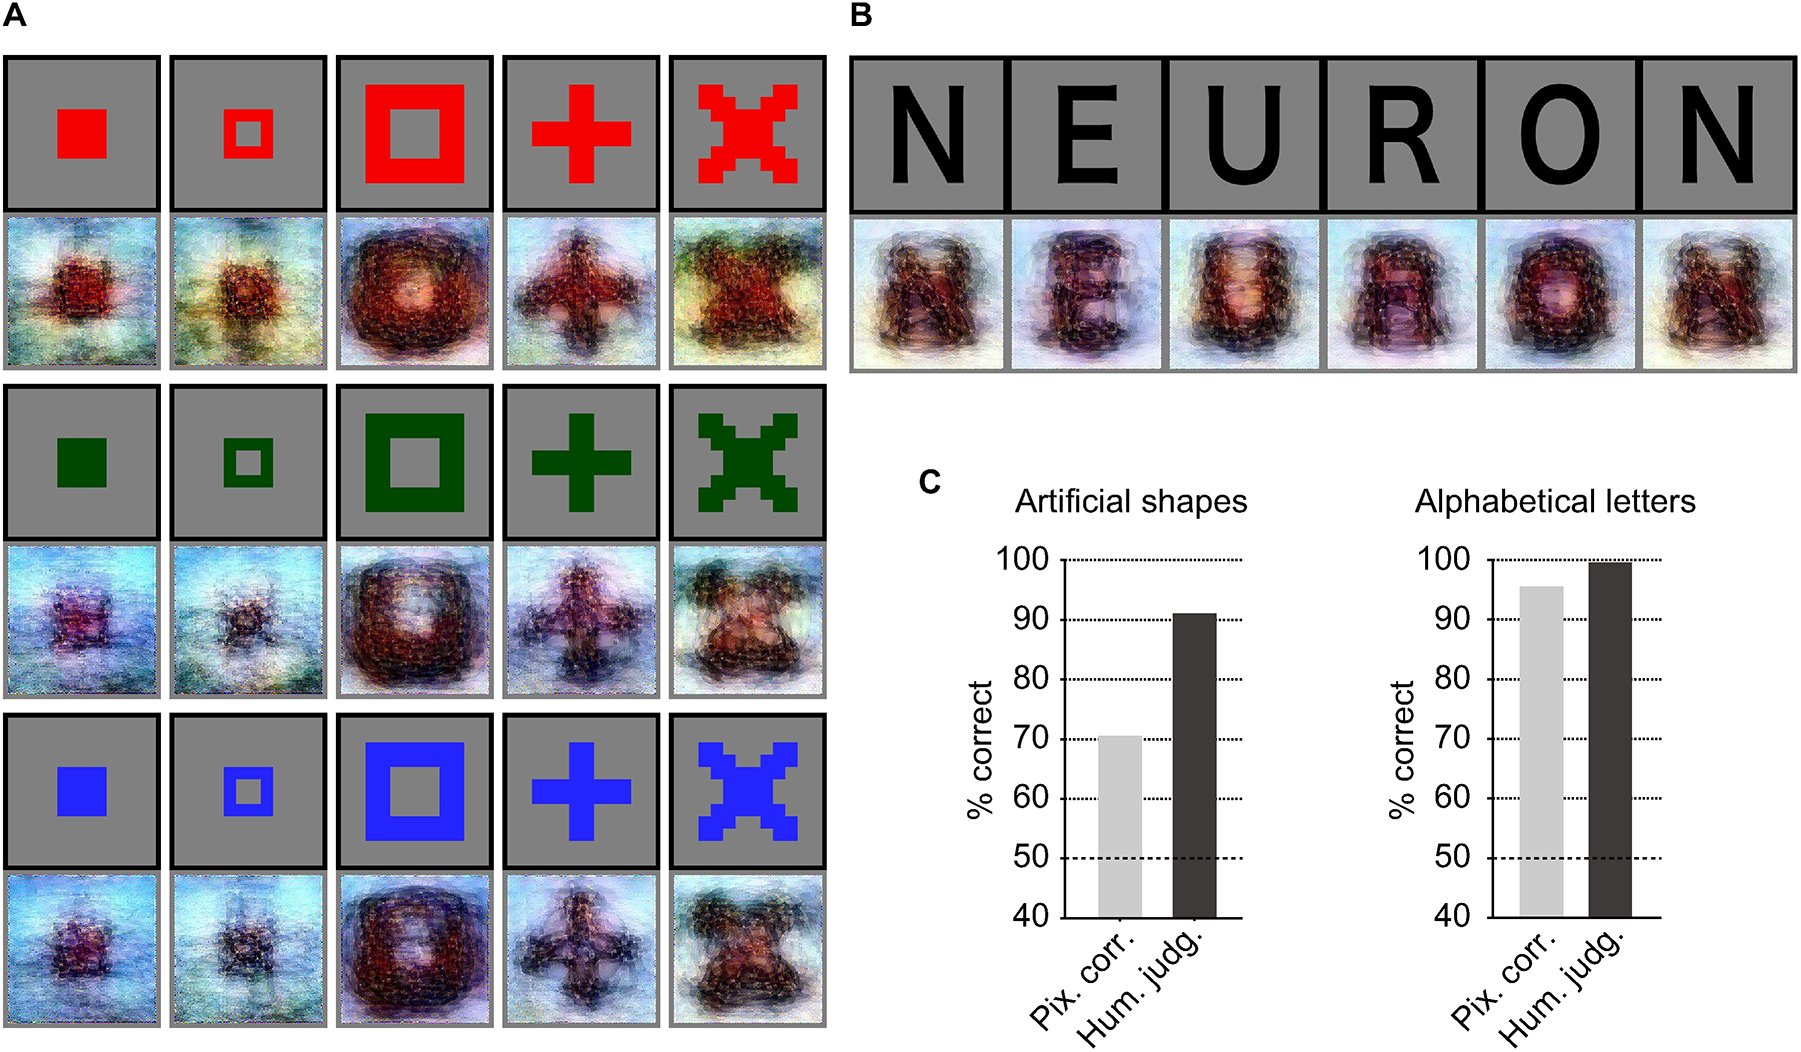 A
B
N E U R O N
C
Artificial shapes
100
90
80
70
60
50
40
% correct
Pix. corr.
Hum. judg.
Alphabetical letters
100
90
80
70
60
50
40
% correct
Pix. corr.
Hum. judg.